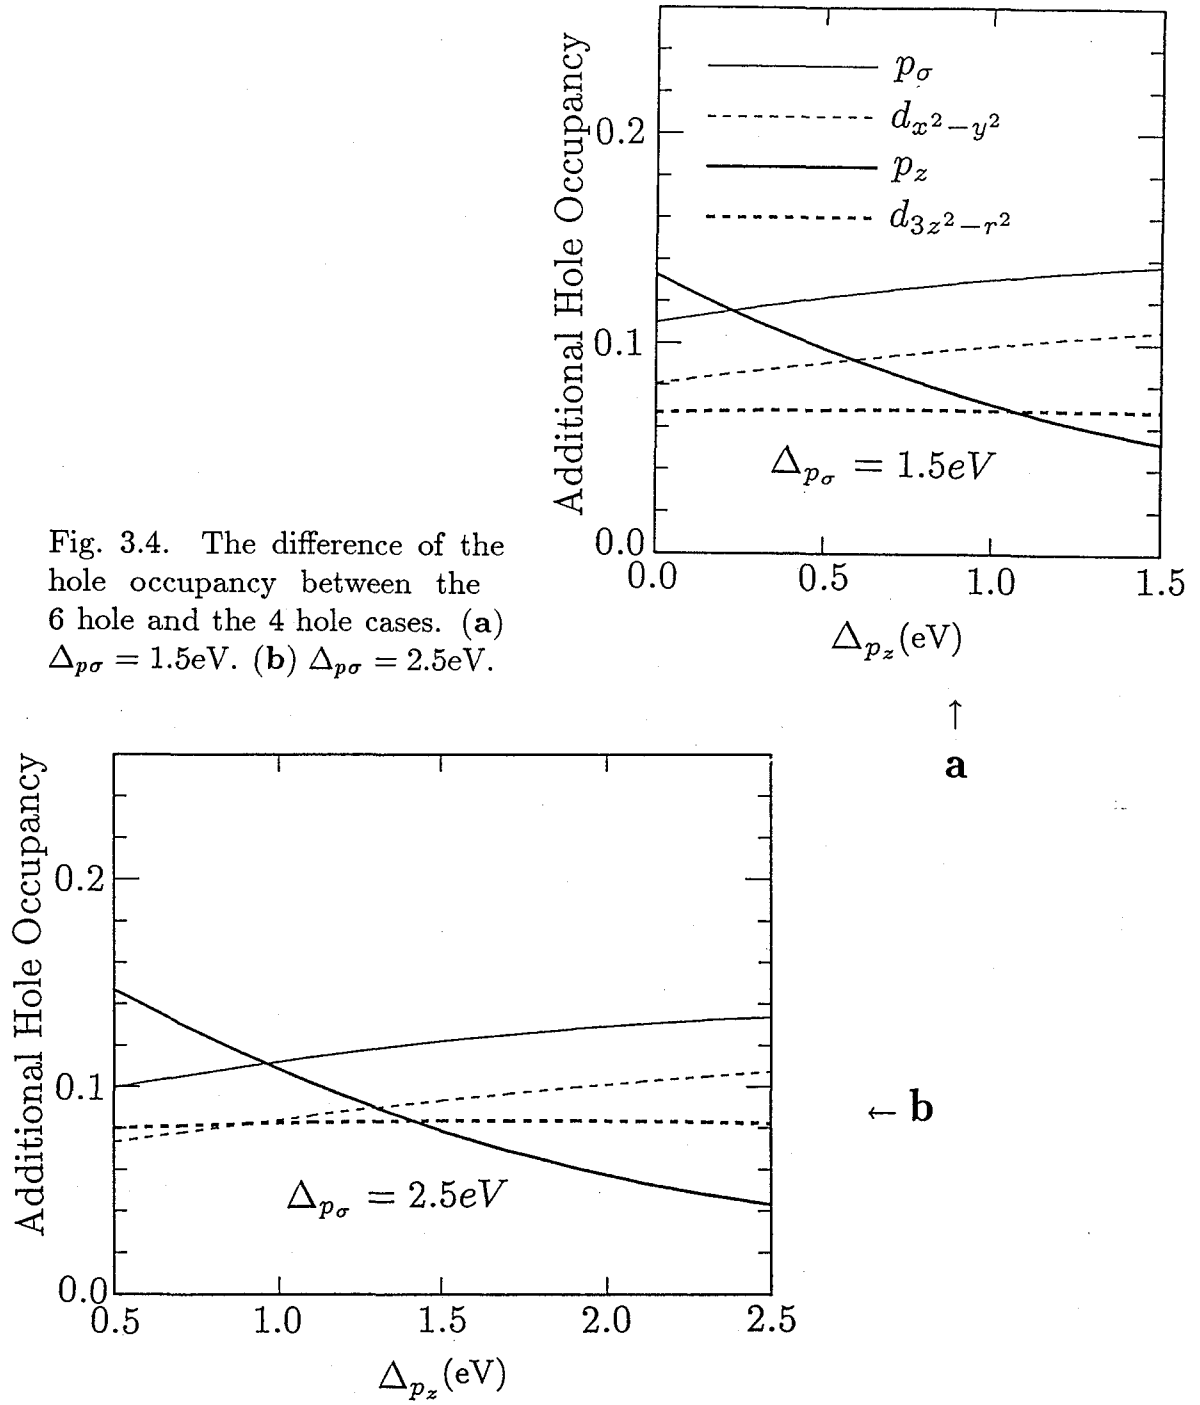 Additional Hole Occupancy
0.2
0.1
0.0
p_σ
d_{x²−y²}
p_z
d_{3z²−r²}
Δ_{p_σ} = 1.5eV
0.0 0.5 1.0 1.5
Δ_{p_z}(eV)
↑
a
Fig. 3.4. The difference of the
hole occupancy between the
6 hole and the 4 hole cases. (a)
Δ_{pσ} = 1.5eV. (b) Δ_{pσ} = 2.5eV.
Additional Hole Occupancy
0.2
0.1
0.0
Δ_{p_σ} = 2.5eV
0.5 1.0 1.5 2.0 2.5
Δ_{p_z}(eV)
← b